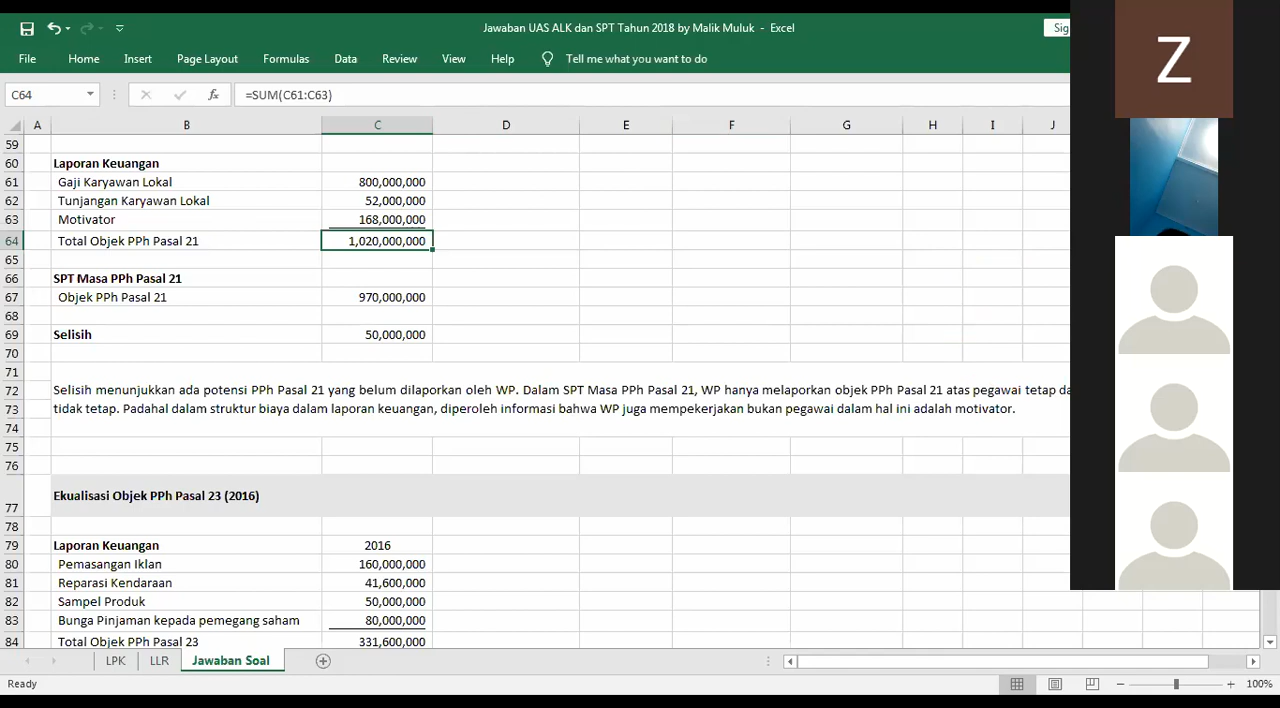 Jawaban UAS ALK dan SPT Tahun 2018 by Malik Muluk - Excel
Sig
Z
File Home Insert Page Layout Formulas Data Review View Help Tell me what you want to do
C64 fx =SUM(C61:C63)
A B C D E F G H I J
59
60 Laporan Keuangan
61 Gaji Karyawan Lokal 800,000,000
62 Tunjangan Karyawan Lokal 52,000,000
63 Motivator 168,000,000
64 Total Objek PPh Pasal 21 1,020,000,000
65
66 SPT Masa PPh Pasal 21
67 Objek PPh Pasal 21 970,000,000
68
69 Selisih 50,000,000
70
71
72 Selisih menunjukkan ada potensi PPh Pasal 21 yang belum dilaporkan oleh WP. Dalam SPT Masa PPh Pasal 21, WP hanya melaporkan objek PPh Pasal 21 atas pegawai tetap da
73 tidak tetap. Padahal dalam struktur biaya dalam laporan keuangan, diperoleh informasi bahwa WP juga mempekerjakan bukan pegawai dalam hal ini adalah motivator.
74
75
76
77 Ekualisasi Objek PPh Pasal 23 (2016)
78
79 Laporan Keuangan 2016
80 Pemasangan Iklan 160,000,000
81 Reparasi Kendaraan 41,600,000
82 Sampel Produk 50,000,000
83 Bunga Pinjaman kepada pemegang saham 80,000,000
84 Total Objek PPh Pasal 23 331,600,000
LPK LLR Jawaban Soal
Ready 100%